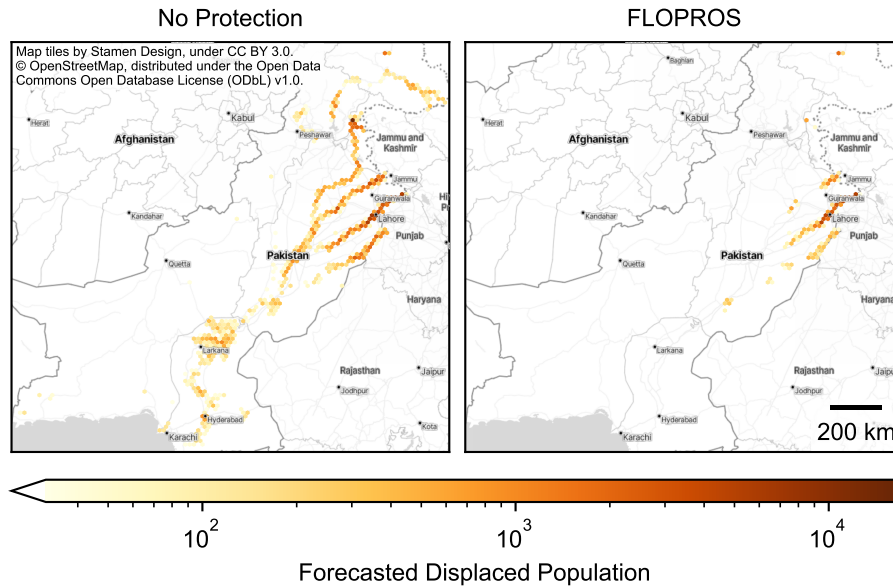 No Protection
FLOPROS
Map tiles by Stamen Design, under CC BY 3.0.
© OpenStreetMap, distributed under the Open Data
Commons Open Database License (ODbL) v1.0.
Herat
Kabul
Peshawar
Afghanistan
Jammu and
Kashmir
Jammu
Gujranwala
Hi
P
Kandahar
Lahore
Punjab
Quetta
Pakistan
Haryana
Larkana
Rajasthan
Jaipur
Jodhpur
Hyderabad
Kota
Karachi
Baghlan
Herat
Kabul
Peshawar
Afghanistan
Jammu and
Kashmir
Jammu
Gujranwala
Kandahar
Lahore
Punjab
Quetta
Pakistan
Haryana
Larkana
Rajasthan
Jaipu
Jodhpur
Hyderabad
Karachi
200 km
10² 10³ 10⁴
Forecasted Displaced Population